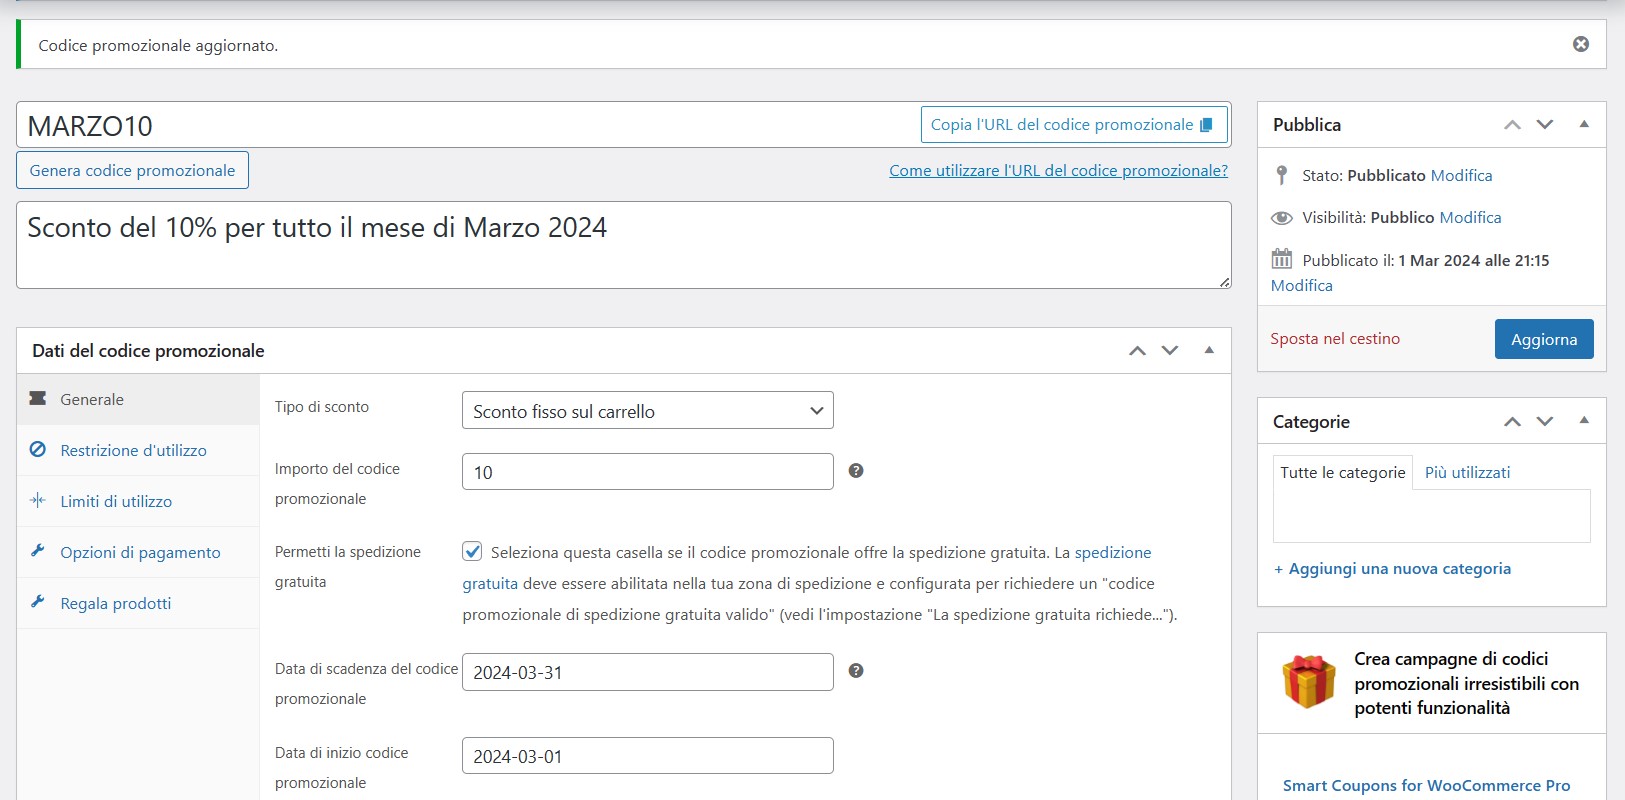 Codice promozionale aggiornato.
MARZO10
Copia l'URL del codice promozionale
Genera codice promozionale
Come utilizzare l'URL del codice promozionale?
Sconto del 10% per tutto il mese di Marzo 2024
Dati del codice promozionale
Generale
Restrizione d'utilizzo
Limiti di utilizzo
Opzioni di pagamento
Regala prodotti
Tipo di sconto
Sconto fisso sul carrello
Importo del codice
promozionale
10
Permetti la spedizione
gratuita
Seleziona questa casella se il codice promozionale offre la spedizione gratuita. La spedizione
gratuita deve essere abilitata nella tua zona di spedizione e configurata per richiedere un "codice
promozionale di spedizione gratuita valido" (vedi l'impostazione "La spedizione gratuita richiede...").
Data di scadenza del codice
promozionale
2024-03-31
Data di inizio codice
promozionale
2024-03-01
Pubblica
Stato: Pubblicato Modifica
Visibilità: Pubblico Modifica
Pubblicato il: 1 Mar 2024 alle 21:15
Modifica
Sposta nel cestino
Aggiorna
Categorie
Tutte le categorie
Più utilizzati
+ Aggiungi una nuova categoria
Crea campagne di codici
promozionali irresistibili con
potenti funzionalità
Smart Coupons for WooCommerce Pro